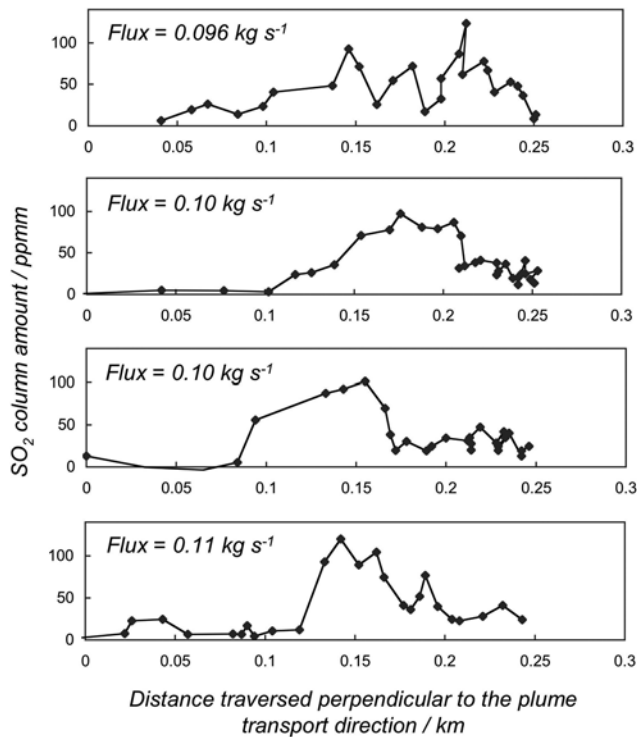 Flux = 0.096 kg s⁻¹
100
50
0
0 0.05 0.1 0.15 0.2 0.25 0.3
Flux = 0.10 kg s⁻¹
100
50
0
0 0.05 0.1 0.15 0.2 0.25 0.3
Flux = 0.10 kg s⁻¹
100
50
0
0 0.05 0.1 0.15 0.2 0.25 0.3
Flux = 0.11 kg s⁻¹
100
50
0
0 0.05 0.1 0.15 0.2 0.25 0.3
SO₂ column amount / ppmm
Distance traversed perpendicular to the plume
transport direction / km